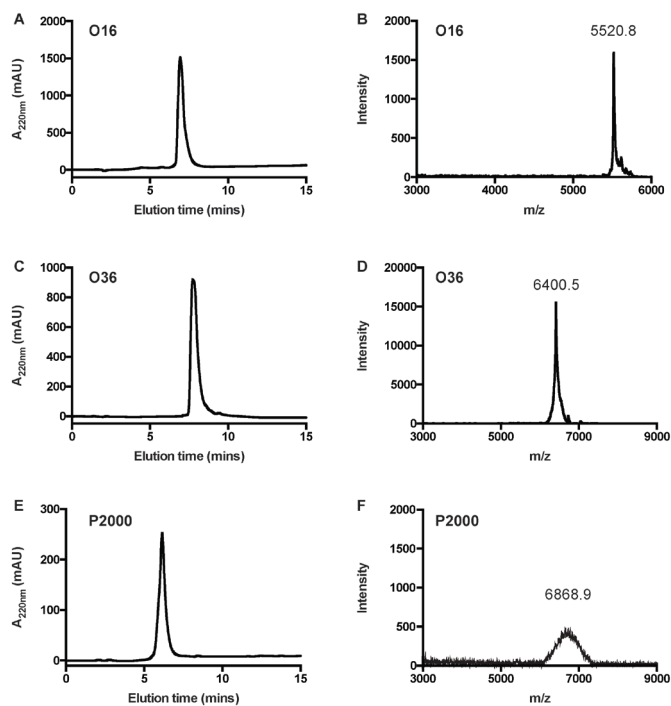 A
O16
2000
1500
1000
500
0
0
5
10
15
A220nm (mAU)
Elution time (mins)
B
O16
5520.8
2000
1500
1000
500
0
3000
4000
5000
6000
Intensity
m/z
C
O36
1000
800
600
400
200
0
0
5
10
15
A220nm (mAU)
Elution time (mins)
D
O36
6400.5
20000
15000
10000
5000
0
3000
5000
7000
9000
Intensity
m/z
E
P2000
300
200
100
0
0
5
10
15
A220nm (mAU)
Elution time (mins)
F
P2000
6868.9
2000
1500
1000
500
0
3000
5000
7000
9000
Intensity
m/z